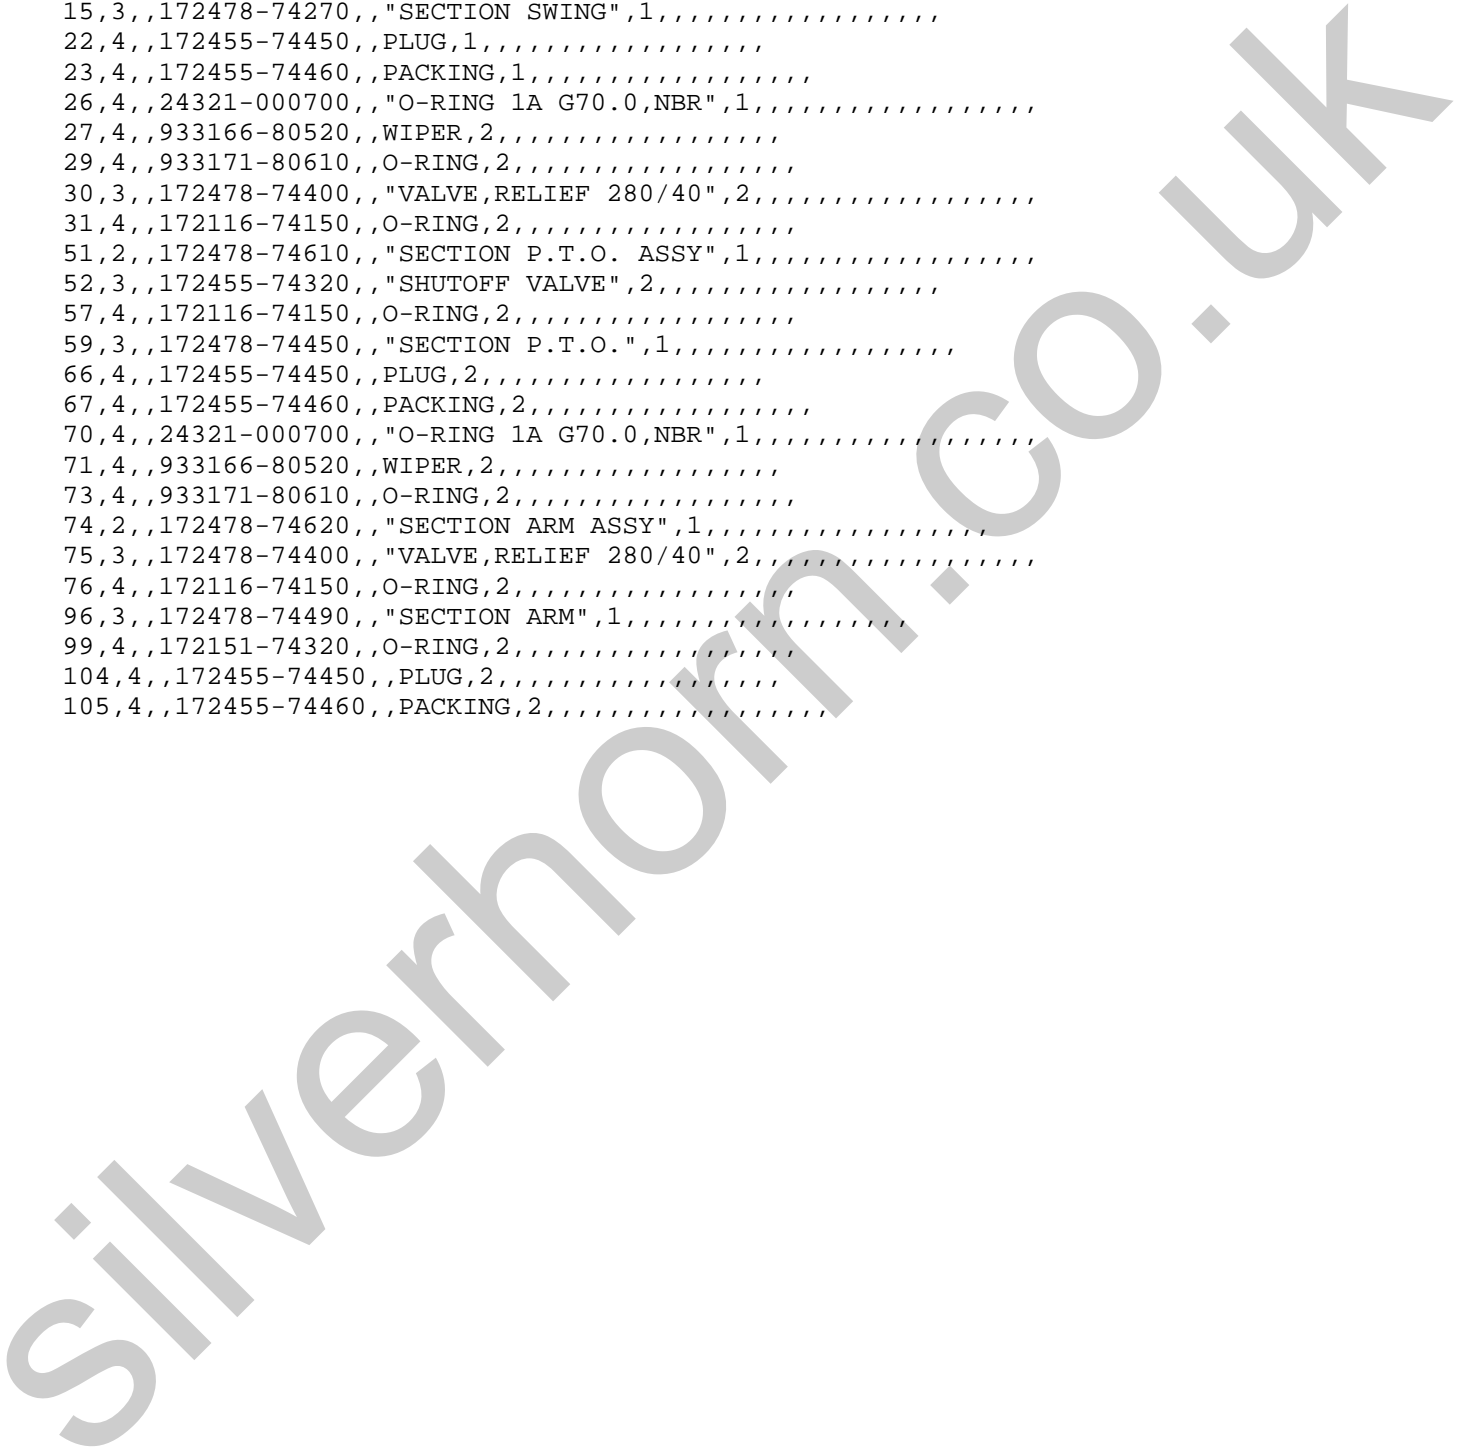 15,3,,172478-74270,,"SECTION SWING",1,,,,,,,,,,,,,,,,,,
22,4,,172455-74450,,PLUG,1,,,,,,,,,,,,,,,,,,
23,4,,172455-74460,,PACKING,1,,,,,,,,,,,,,,,,,,
26,4,,24321-000700,,"O-RING 1A G70.0,NBR",1,,,,,,,,,,,,,,,,,,
27,4,,933166-80520,,WIPER,2,,,,,,,,,,,,,,,,,,
29,4,,933171-80610,,O-RING,2,,,,,,,,,,,,,,,,,,
30,3,,172478-74400,,"VALVE,RELIEF 280/40",2,,,,,,,,,,,,,,,,,,
31,4,,172116-74150,,O-RING,2,,,,,,,,,,,,,,,,,,
51,2,,172478-74610,,"SECTION P.T.O. ASSY",1,,,,,,,,,,,,,,,,,,
52,3,,172455-74320,,"SHUTOFF VALVE",2,,,,,,,,,,,,,,,,,,
57,4,,172116-74150,,O-RING,2,,,,,,,,,,,,,,,,,,
59,3,,172478-74450,,"SECTION P.T.O.",1,,,,,,,,,,,,,,,,,,
66,4,,172455-74450,,PLUG,2,,,,,,,,,,,,,,,,,,
67,4,,172455-74460,,PACKING,2,,,,,,,,,,,,,,,,,,
70,4,,24321-000700,,"O-RING 1A G70.0,NBR",1,,,,,,,,,,,,,,,,,,
71,4,,933166-80520,,WIPER,2,,,,,,,,,,,,,,,,,,
73,4,,933171-80610,,O-RING,2,,,,,,,,,,,,,,,,,,
74,2,,172478-74620,,"SECTION ARM ASSY",1,,,,,,,,,,,,,,,,,,
75,3,,172478-74400,,"VALVE,RELIEF 280/40",2,,,,,,,,,,,,,,,,,,
76,4,,172116-74150,,O-RING,2,,,,,,,,,,,,,,,,,,
96,3,,172478-74490,,"SECTION ARM",1,,,,,,,,,,,,,,,,,,
99,4,,172151-74320,,O-RING,2,,,,,,,,,,,,,,,,,,
104,4,,172455-74450,,PLUG,2,,,,,,,,,,,,,,,,,,
105,4,,172455-74460,,PACKING,2,,,,,,,,,,,,,,,,,,
silverhorn.co.uk